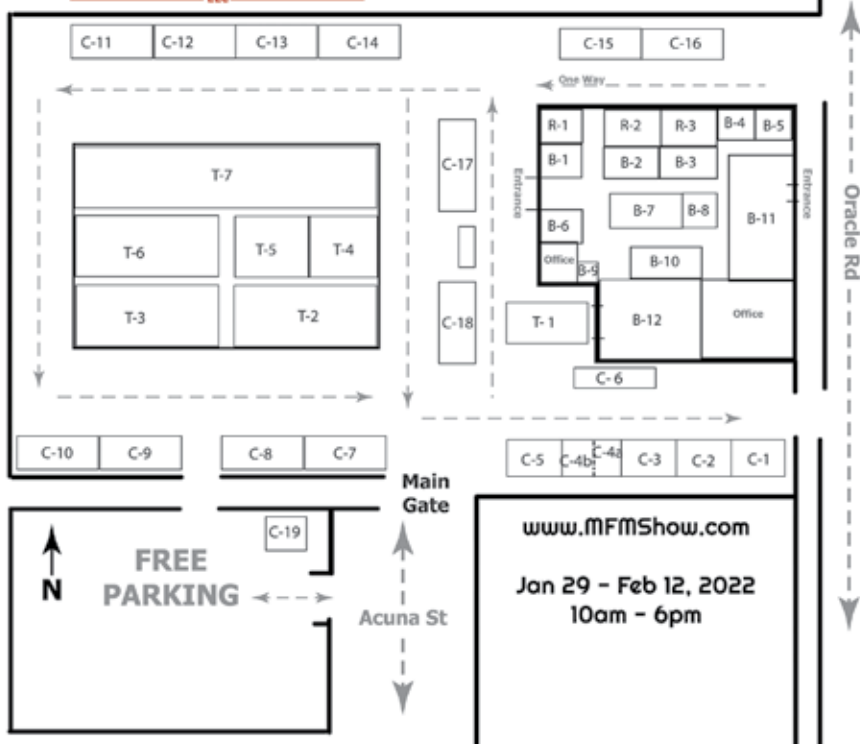 LLC
C-11 C-12 C-13 C-14
C-15 C-16
One Way
R-1 R-2 R-3 B-4 B-5
C-17
B-1 B-2 B-3
T-7
Entrance
Entrance
B-7 B-8 B-11
Oracle Rd
B-6
T-6 T-5 T-4
Office B-9 B-10
T-3 T-2
C-18
T-1 B-12 Office
C-6
C-10 C-9 C-8 C-7
C-5 C-4b C-4a C-3 C-2 C-1
Main
Gate
C-19
www.MFMShow.com
N
FREE
PARKING
Jan 29 - Feb 12, 2022
10am - 6pm
Acuna St